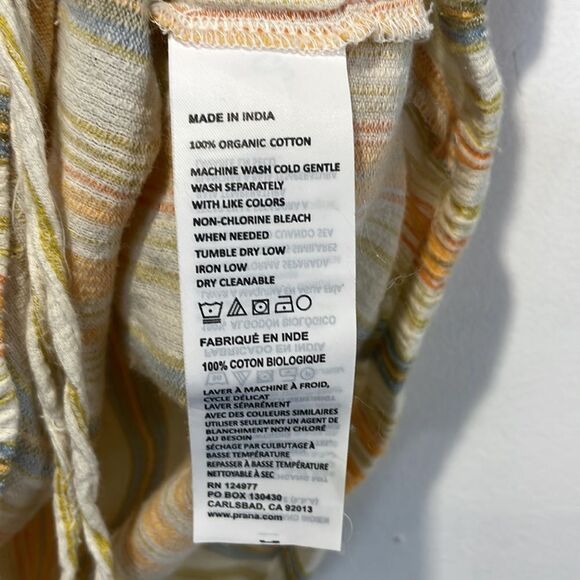 MADE IN INDIA
100% ORGANIC COTTON
MACHINE WASH COLD GENTLE
WASH SEPARATELY
WITH LIKE COLORS
NON-CHLORINE BLEACH
WHEN NEEDED
TUMBLE DRY LOW
IRON LOW
DRY CLEANABLE
FABRIQUÉ EN INDE
100% COTON BIOLOGIQUE
LAVER À MACHINE À FROID,
CYCLE DÉLICAT
LAVER SÉPARÉMENT
AVEC DES COULEURS SIMILAIRES
UTILISER SEULEMENT UN AGENT DE
BLANCHIMENT NON CHLORÉ
AU BESOIN
SÉCHAGE PAR CULBUTAGE À
BASSE TEMPÉRATURE
REPASSER À BASSE TEMPÉRATURE
NETTOYABLE À SEC
RN 124977
PO BOX 130430
CARLSBAD, CA 92013
www.prana.com